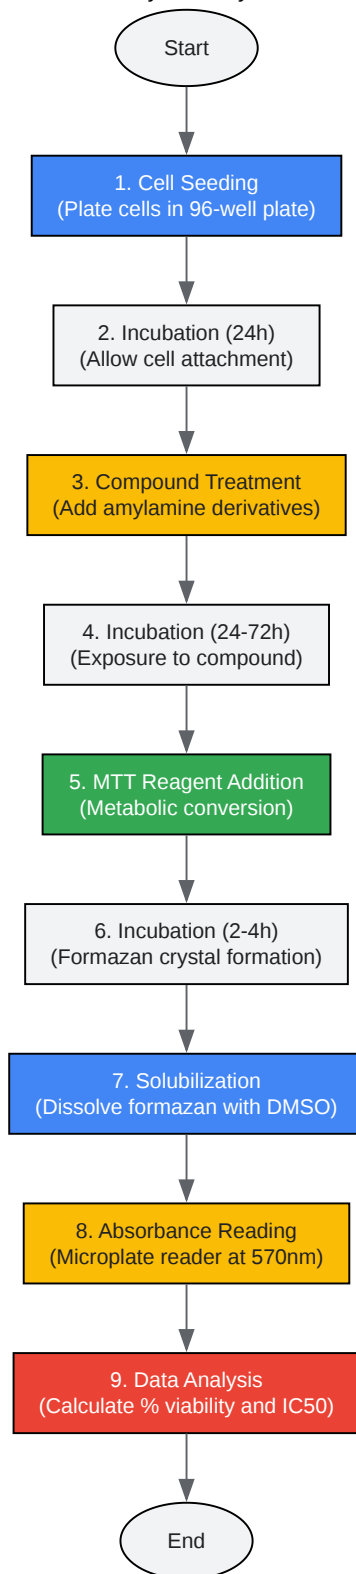 Start
1. Cell Seeding
(Plate cells in 96-well plate)
2. Incubation (24h)
(Allow cell attachment)
3. Compound Treatment
(Add amylamine derivatives)
4. Incubation (24-72h)
(Exposure to compound)
5. MTT Reagent Addition
(Metabolic conversion)
6. Incubation (2-4h)
(Formazan crystal formation)
7. Solubilization
(Dissolve formazan with DMSO)
8. Absorbance Reading
(Microplate reader at 570nm)
9. Data Analysis
(Calculate % viability and IC50)
End